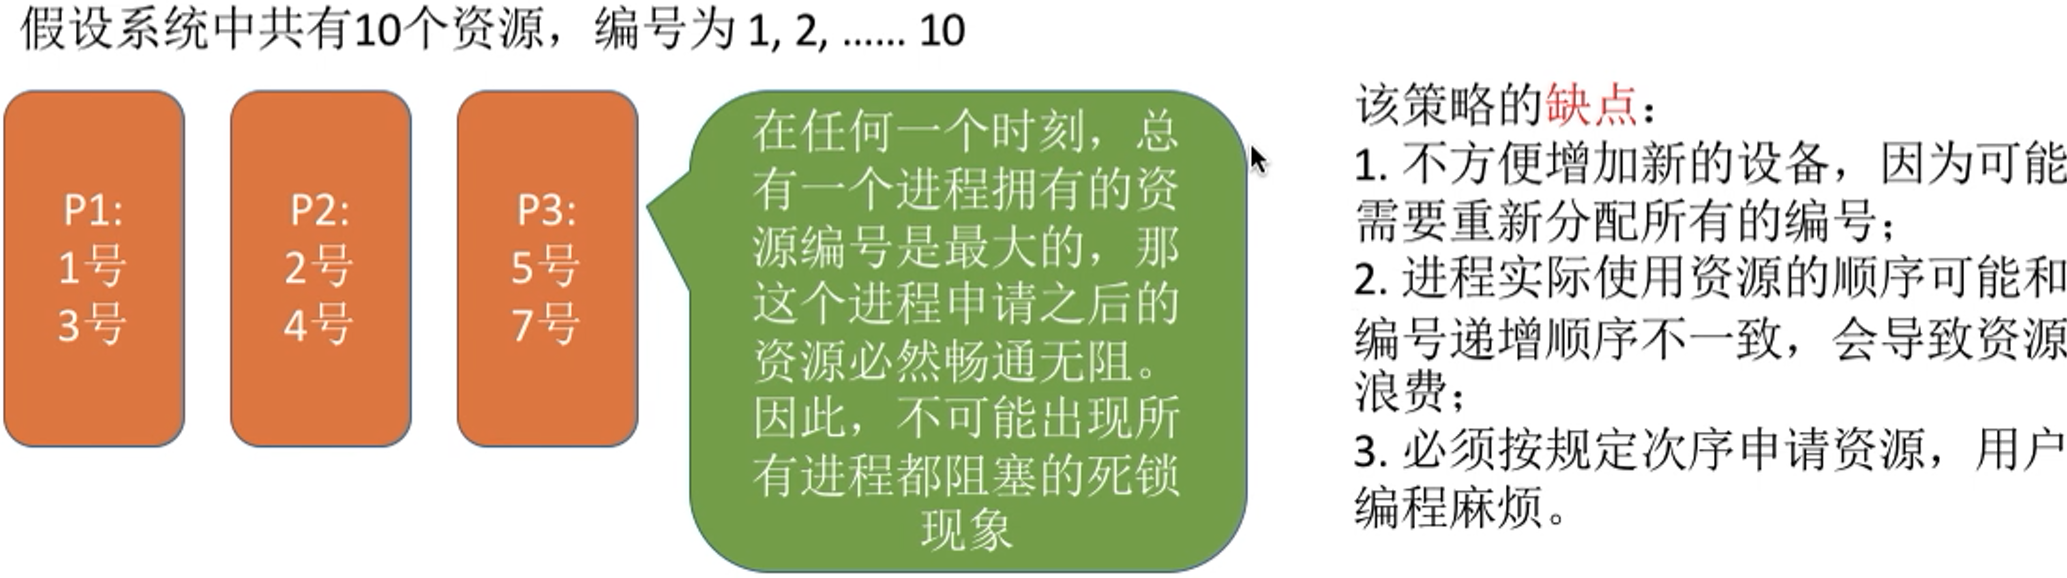 假设系统中共有10个资源，编号为 1, 2, …… 10
P1:
1号
3号
P2:
2号
4号
P3:
5号
7号
在任何一个时刻，总
有一个进程拥有的资
源编号是最大的，那
这个进程申请之后的
资源必然畅通无阻。
因此，不可能出现所
有进程都阻塞的死锁
现象
该策略的缺点：
1. 不方便增加新的设备，因为可能
需要重新分配所有的编号；
2. 进程实际使用资源的顺序可能和
编号递增顺序不一致，会导致资源
浪费；
3. 必须按规定次序申请资源，用户
编程麻烦。